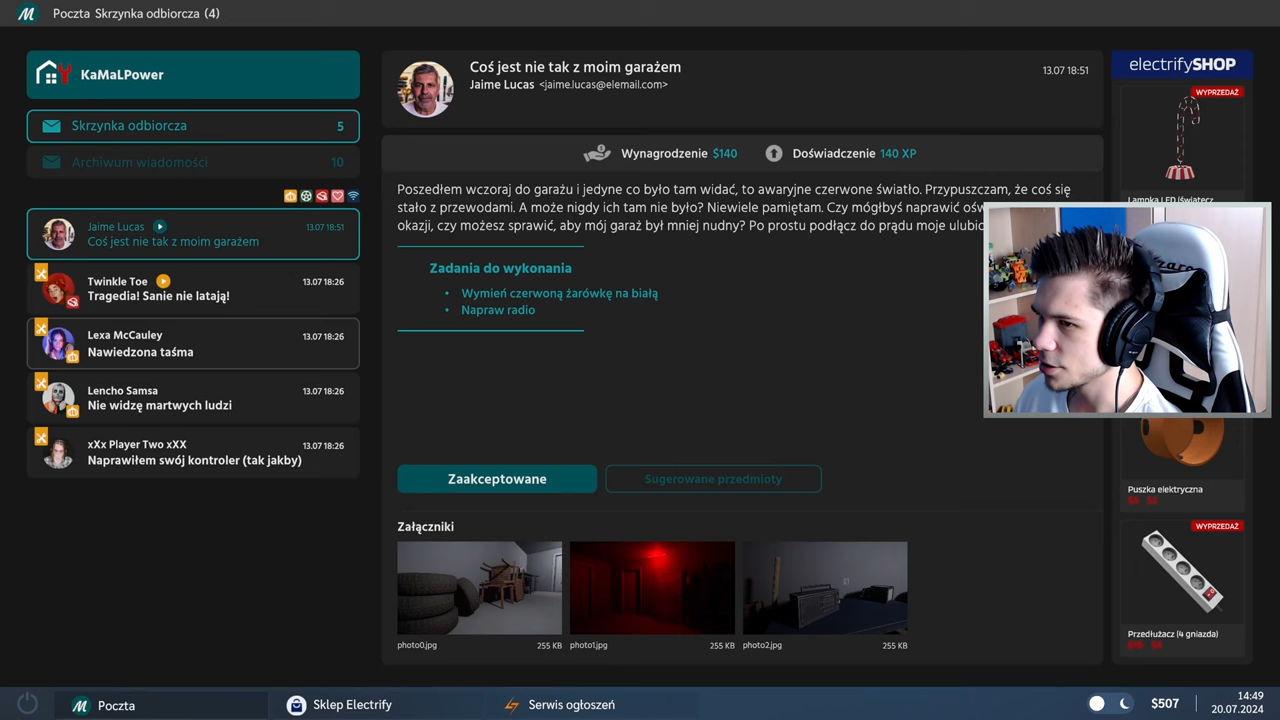 Poczta Skrzynka odbiorcza (4)
KaMaLPower
Skrzynka odbiorcza 5
Archiwum wiadomości 10
Jaime Lucas 13.07 18:51
Coś jest nie tak z moim garażem
Twinkle Toe 13.07 18:26
Tragedia! Sanie nie latają!
Lexa McCauley 13.07 18:26
Nawiedzona taśma
Lencho Samsa 13.07 18:26
Nie widzę martwych ludzi
xXx Player Two xXX 13.07 18:26
Naprawiłem swój kontroler (tak jakby)
Coś jest nie tak z moim garażem
Jaime Lucas <jaime.lucas@elemail.com>
13.07 18:51
Wynagrodzenie $140 Doświadczenie 140 XP
Poszedłem wczoraj do garażu i jedyne co było tam widać, to awaryjne czerwone światło. Przypuszczam, że coś się
stało z przewodami. A może nigdy ich tam nie było? Niewiele pamiętam. Czy mógłbyś naprawić
okazji, czy możesz sprawić, aby mój garaż był mniej nudny? Po prostu podłącz do prądu moje
Zadania do wykonania
• Wymień czerwoną żarówkę na białą
• Napraw radio
Zaakceptowane Sugerowane przedmioty
Załączniki
photo0.jpg 255 KB photo1.jpg 255 KB photo2.jpg 255 KB
electrifySHOP
WYPRZEDAŻ
Puszka elektryczna
WYPRZEDAŻ
Przedłużacz (4 gniazda)
Poczta Sklep Electrify Serwis ogłoszeń $507 14:49
20.07.2024